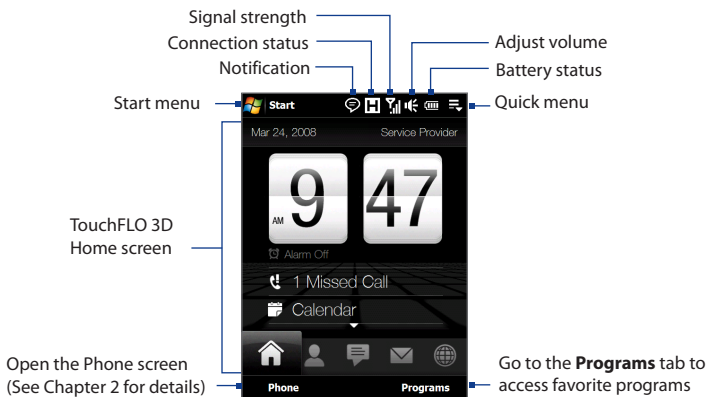 Signal strength
Connection status
Notification
Adjust volume
Battery status
Start menu
Start
Quick menu
Mar 24, 2008
Service Provider
AM 9 47
Alarm Off
TouchFLO 3D
Home screen
1 Missed Call
Calendar
Open the Phone screen
(See Chapter 2 for details)
Phone
Programs
Go to the Programs tab to
access favorite programs